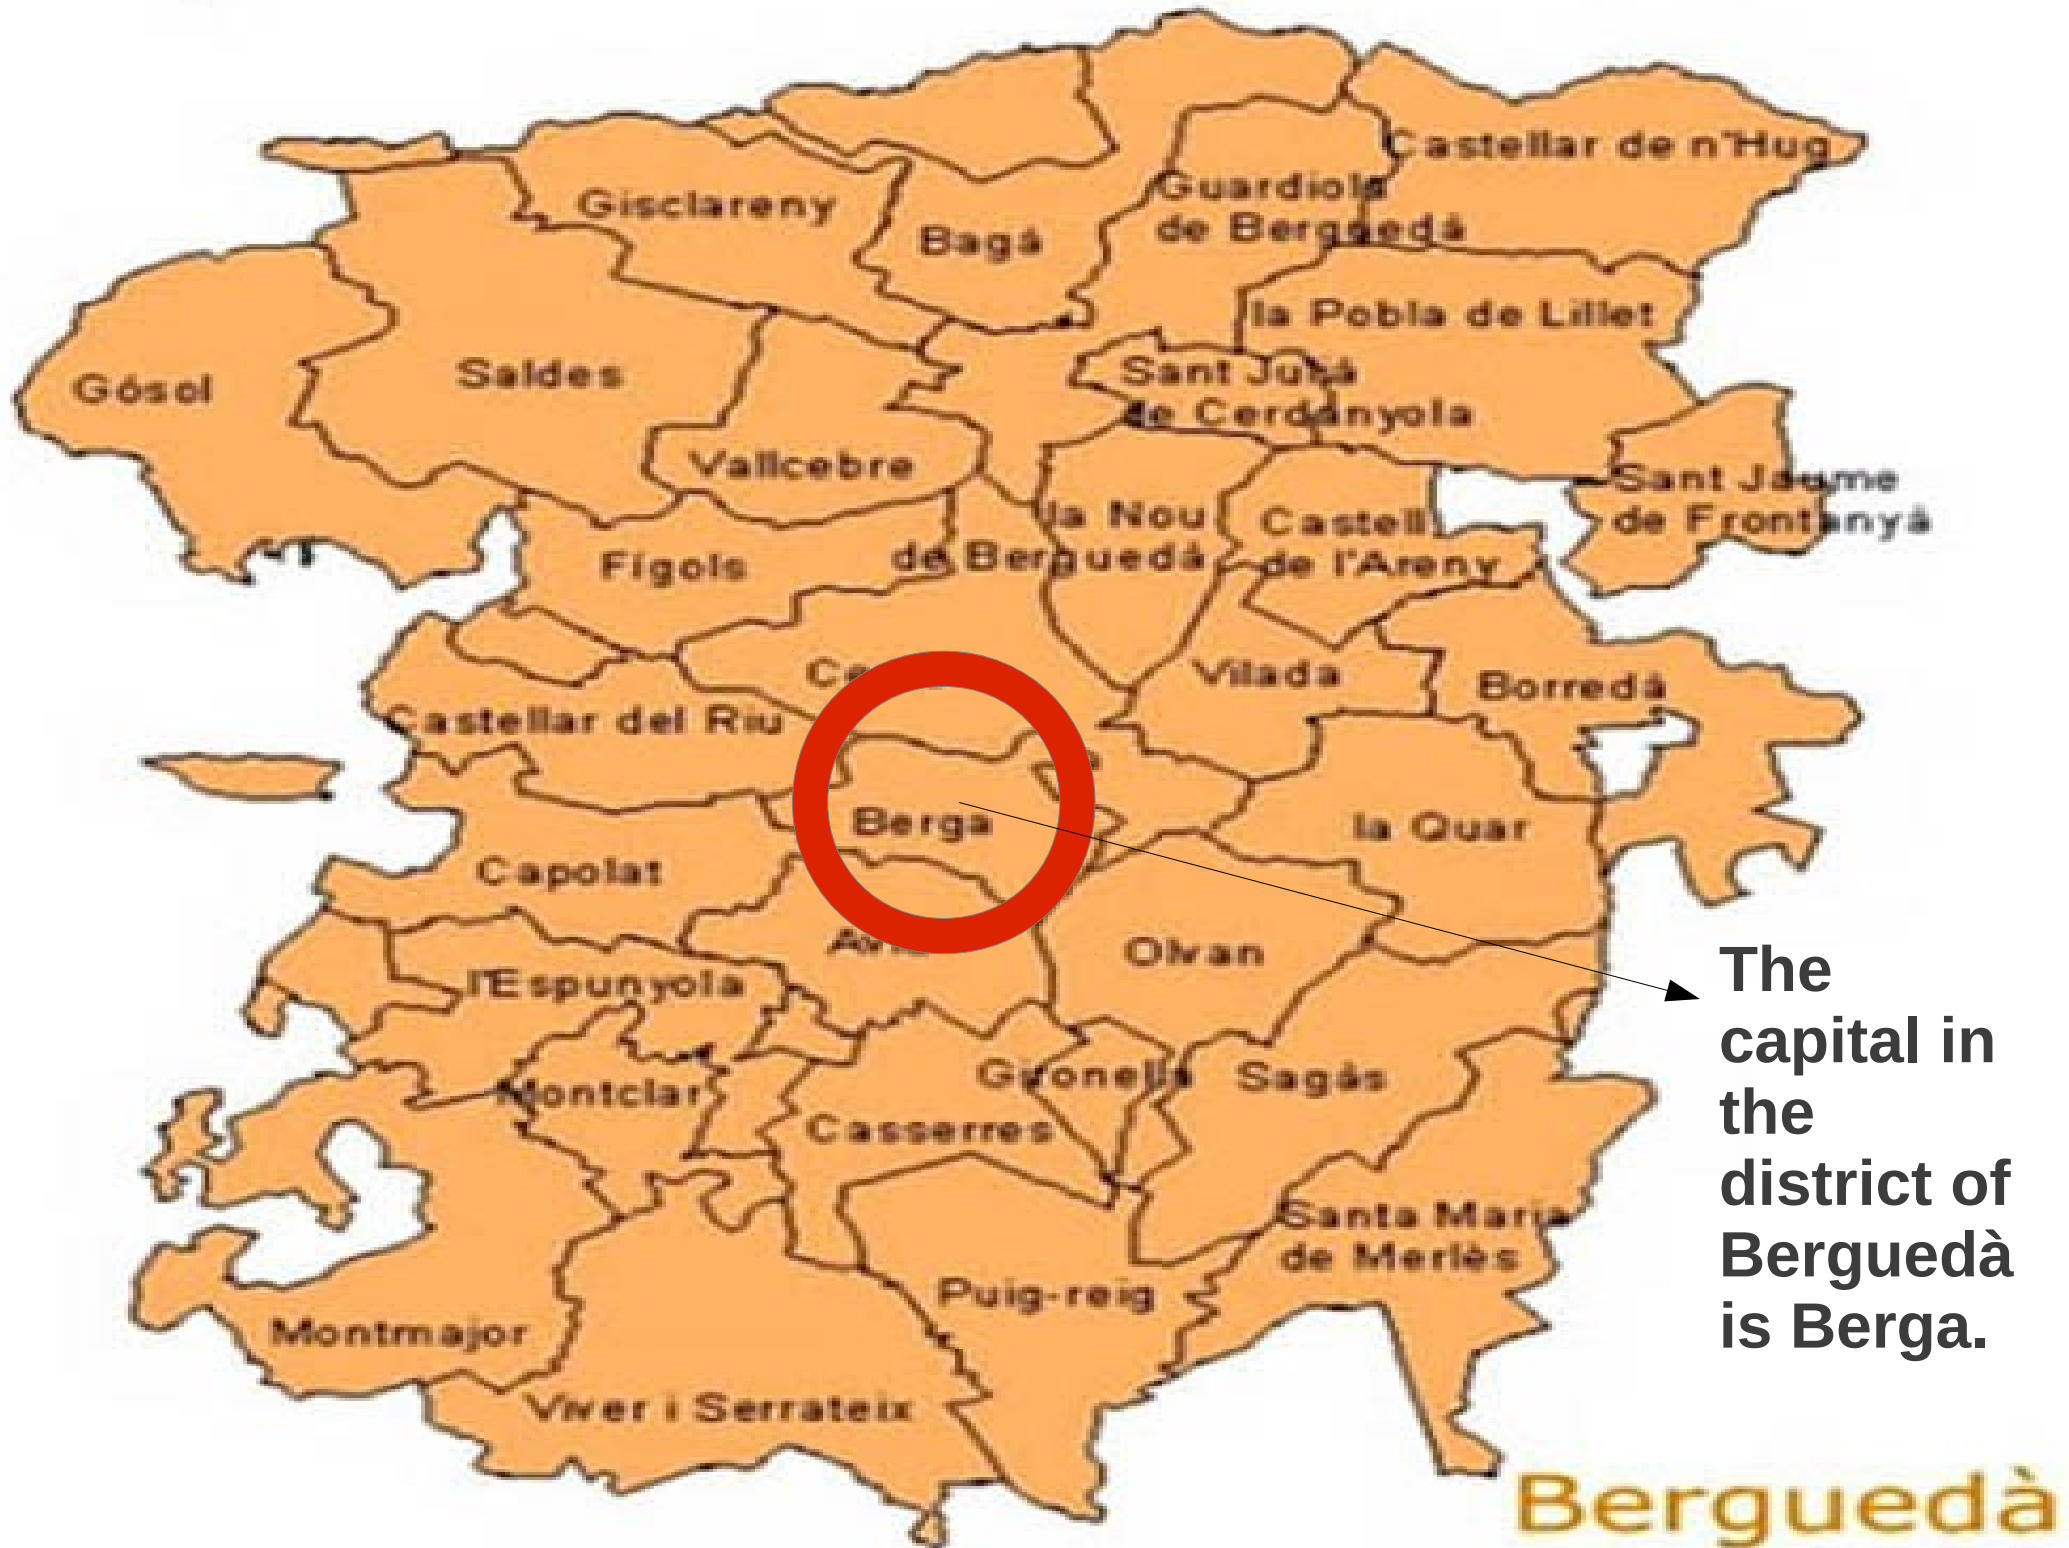 Castellar de n'Hug
Gisclareny
Guardiola
de Berguedà
Bagà
la Pobla de Lillet
Saldes
Gósol
Sant Julià
de Cerdanyola
Vallcebre
Sant Jaume
de Frontanyà
la Nou
de Berguedà
Castell
de l'Areny
Fígols
Vilada
Borredà
Castellar del Riu
Berga
la Quar
Capolat
Olvan
l'Espunyola
Gironella
Sagàs
Montclar
Casserres
Santa Maria
de Merlès
Puig-reig
Montmajor
Viver i Serrateix
The
capital in
the
district of
Berguedà
is Berga.
Berguedà